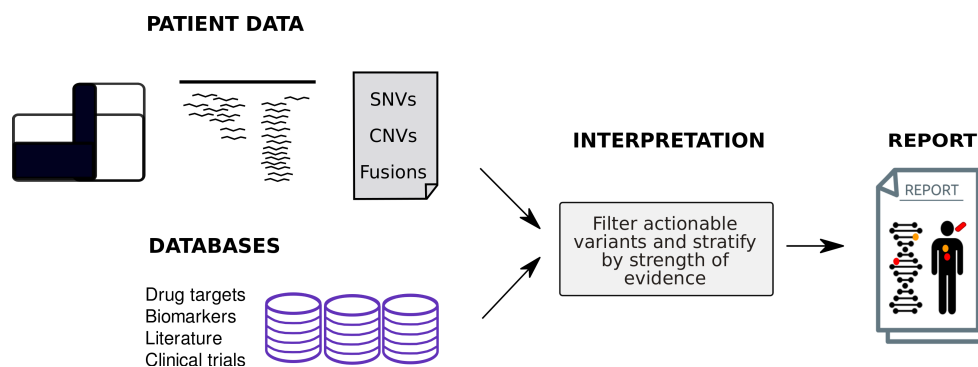 PATIENT DATA
SNVs
CNVs
Fusions
DATABASES
Drug targets
Biomarkers
Literature
Clinical trials
INTERPRETATION
Filter actionable
variants and stratify
by strength of
evidence
REPORT
REPORT